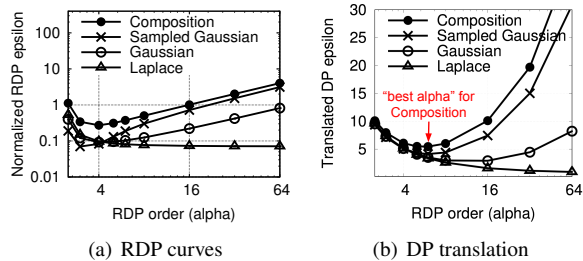 Normalized RDP epsilon
400
100
10
1
0.1
0.01
Composition
Sampled Gaussian
Gaussian
Laplace
4
16
64
RDP order (alpha)
(a) RDP curves
Translated DP epsilon
30
25
20
15
10
5
Composition
Sampled Gaussian
Gaussian
Laplace
"best alpha" for
Composition
4
16
64
RDP order (alpha)
(b) DP translation